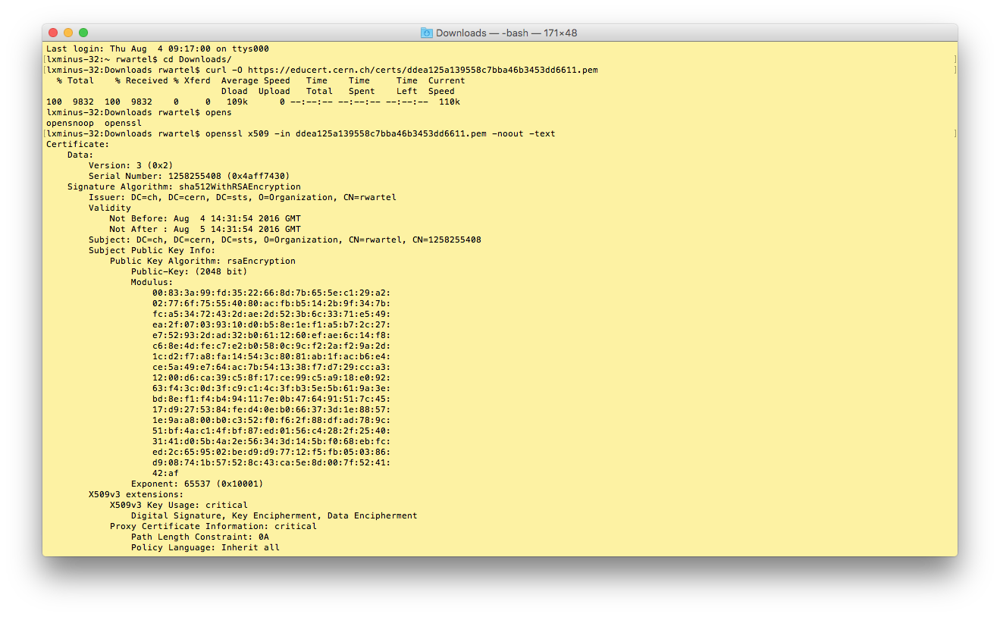 Downloads — -bash — 171×48
Last login: Thu Aug  4 09:17:00 on ttys000
[lxminus-32:~ rwartel$ cd Downloads/ ]
[lxminus-32:Downloads rwartel$ curl -O https://educert.cern.ch/certs/ddea125a139558c7bba46b3453dd6611.pem ]
  % Total    % Received % Xferd  Average Speed   Time    Time     Time  Current
                                 Dload  Upload   Total   Spent    Left  Speed
100  9832  100  9832    0     0   109k      0 --:--:-- --:--:-- --:--:--  110k
lxminus-32:Downloads rwartel$ opens
opensnoop  openssl
[lxminus-32:Downloads rwartel$ openssl x509 -in ddea125a139558c7bba46b3453dd6611.pem -noout -text ]
Certificate:
    Data:
        Version: 3 (0x2)
        Serial Number: 1258255408 (0x4aff7430)
    Signature Algorithm: sha512WithRSAEncryption
        Issuer: DC=ch, DC=cern, DC=sts, O=Organization, CN=rwartel
        Validity
            Not Before: Aug  4 14:31:54 2016 GMT
            Not After : Aug  5 14:31:54 2016 GMT
        Subject: DC=ch, DC=cern, DC=sts, O=Organization, CN=rwartel, CN=1258255408
        Subject Public Key Info:
            Public Key Algorithm: rsaEncryption
                Public-Key: (2048 bit)
                Modulus:
                    00:83:3a:99:fd:35:22:66:8d:7b:65:5e:c1:29:a2:
                    02:77:6f:75:55:40:80:ac:fb:b5:14:2b:9f:34:7b:
                    fc:a5:34:72:43:2d:ae:2d:52:3b:6c:33:71:e5:49:
                    ea:2f:07:03:93:10:d0:b5:8e:1e:f1:a5:b7:2c:27:
                    e7:52:93:2d:ad:32:b0:61:12:60:ef:ae:6c:14:f8:
                    c6:8e:4d:fe:c7:e2:b0:58:0c:9c:f2:2a:f2:9a:2d:
                    1c:d2:f7:a8:fa:14:54:3c:80:81:ab:1f:ac:b6:e4:
                    ce:5a:49:e7:64:ac:7b:54:13:38:f7:d7:29:cc:a3:
                    12:00:d6:ca:39:c5:8f:17:ce:99:c5:a9:18:e0:92:
                    63:f4:3c:0d:3f:c9:c1:4c:3f:b3:5e:5b:61:9a:3e:
                    bd:8e:f1:f4:b4:94:11:7e:0b:47:64:91:51:7c:45:
                    17:d9:27:53:84:fe:d4:0e:b0:66:37:3d:1e:88:57:
                    1e:9a:a8:00:b0:c3:52:f0:f6:2f:88:df:ad:78:9c:
                    51:bf:4a:c1:4f:bf:87:ed:01:56:c4:28:2f:25:40:
                    31:41:d0:5b:4a:2e:56:34:3d:14:5b:f0:68:eb:fc:
                    ed:2c:65:95:02:be:d9:d9:77:12:f5:fb:05:03:86:
                    d9:08:74:1b:57:52:8c:43:ca:5e:8d:00:7f:52:41:
                    42:af
                Exponent: 65537 (0x10001)
        X509v3 extensions:
            X509v3 Key Usage: critical
                Digital Signature, Key Encipherment, Data Encipherment
            Proxy Certificate Information: critical
                Path Length Constraint: 0A
                Policy Language: Inherit all